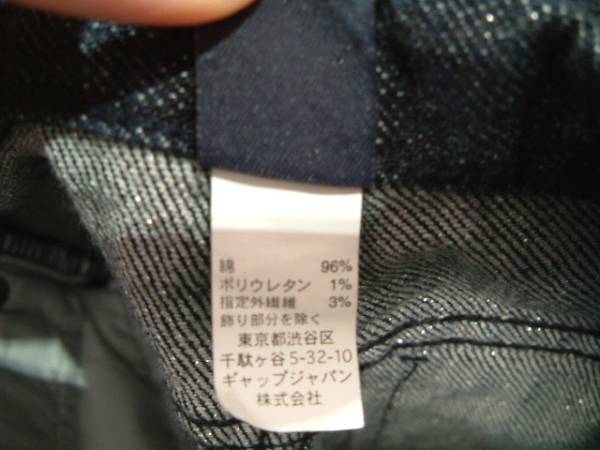 綿 96%
ポリウレタン 1%
指定外繊維 3%
飾り部分を除く
東京都渋谷区
千駄ヶ谷5-32-10
ギャップジャパン
株式会社